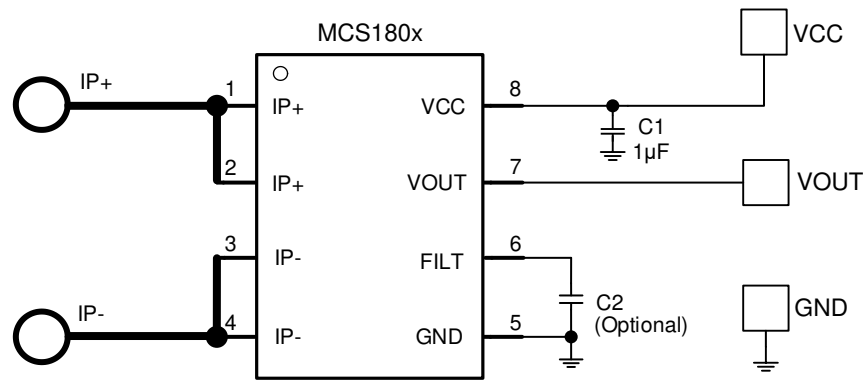 MCS180x
VCC
IP+
1
IP+
VCC
8
C1
1µF
2
IP+
VOUT
7
VOUT
3
IP-
FILT
6
C2
(Optional)
GND
IP-
4
IP-
GND
5